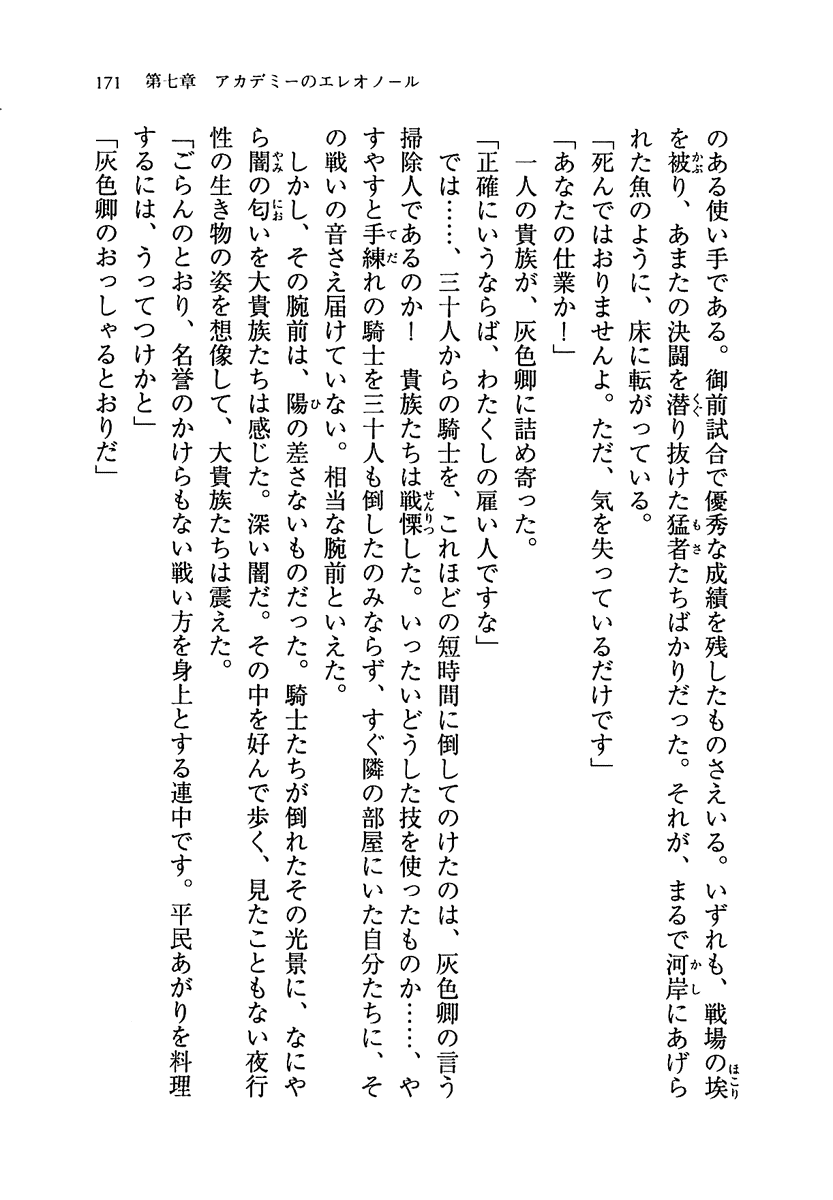 171　第七章　アカデミーのエレオノール
のある使い手である。御前試合で優秀な成績を残したものさえいる。いずれも、戦場の埃
を被り、あまたの決闘を潜り抜けた猛者たちばかりだった。それが、まるで河岸にあげら
れた魚のように、床に転がっている。
「死んではおりませんよ。ただ、気を失っているだけです」
「あなたの仕業か！」
　一人の貴族が、灰色卿に詰め寄った。
「正確にいうならば、わたくしの雇い人ですな」
　では……、三十人からの騎士を、これほどの短時間に倒してのけたのは、灰色卿の言う
掃除人であるのか！　貴族たちは戦慄した。いったいどうした技を使ったものか……、や
すやすと手練れの騎士を三十人も倒したのみならず、すぐ隣の部屋にいた自分たちに、そ
の戦いの音さえ届けていない。相当な腕前といえた。
　しかし、その腕前は、陽の差さないものだった。騎士たちが倒れたその光景に、なにや
ら闇の匂いを大貴族たちは感じた。深い闇だ。その中を好んで歩く、見たこともない夜行
性の生き物の姿を想像して、大貴族たちは震えた。
「ごらんのとおり、名誉のかけらもない戦い方を身上とする連中です。平民あがりを料理
するには、うってつけかと」
「灰色卿のおっしゃるとおりだ」